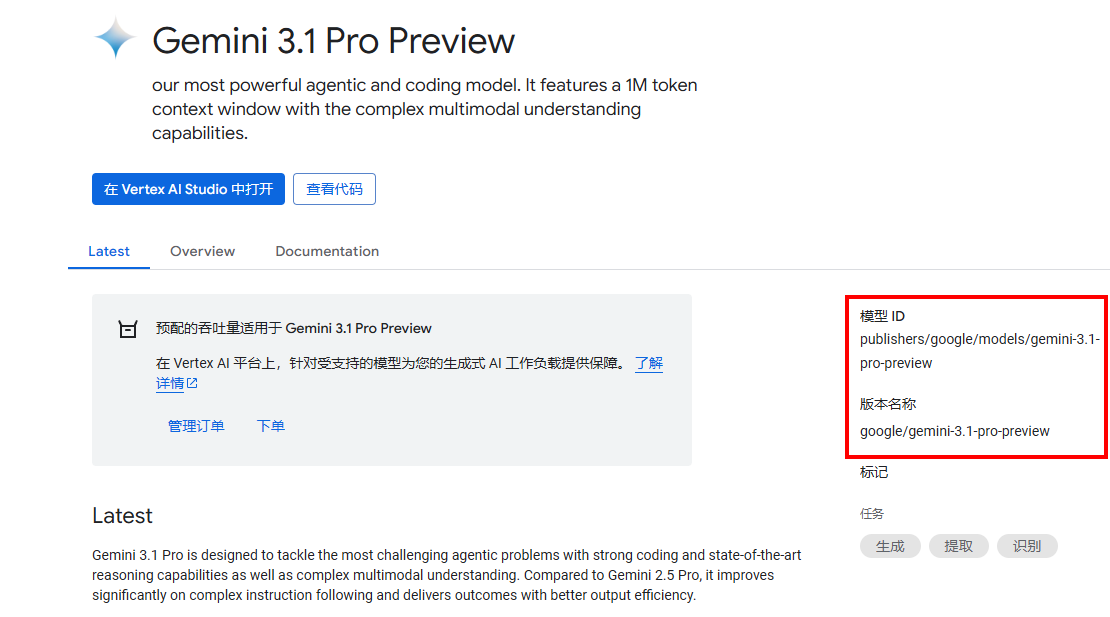 Gemini 3.1 Pro Preview
our most powerful agentic and coding model. It features a 1M token
context window with the complex multimodal understanding
capabilities.
在 Vertex AI Studio 中打开
查看代码
Latest
Overview
Documentation
预配的吞吐量适用于 Gemini 3.1 Pro Preview
在 Vertex AI 平台上，针对受支持的模型为您的生成式 AI 工作负载提供保障。 了解
详情
管理订单
下单
模型 ID
publishers/google/models/gemini-3.1-
pro-preview
版本名称
google/gemini-3.1-pro-preview
标记
任务
生成
提取
识别
Latest
Gemini 3.1 Pro is designed to tackle the most challenging agentic problems with strong coding and state-of-the-art
reasoning capabilities as well as complex multimodal understanding. Compared to Gemini 2.5 Pro, it improves
significantly on complex instruction following and delivers outcomes with better output efficiency.